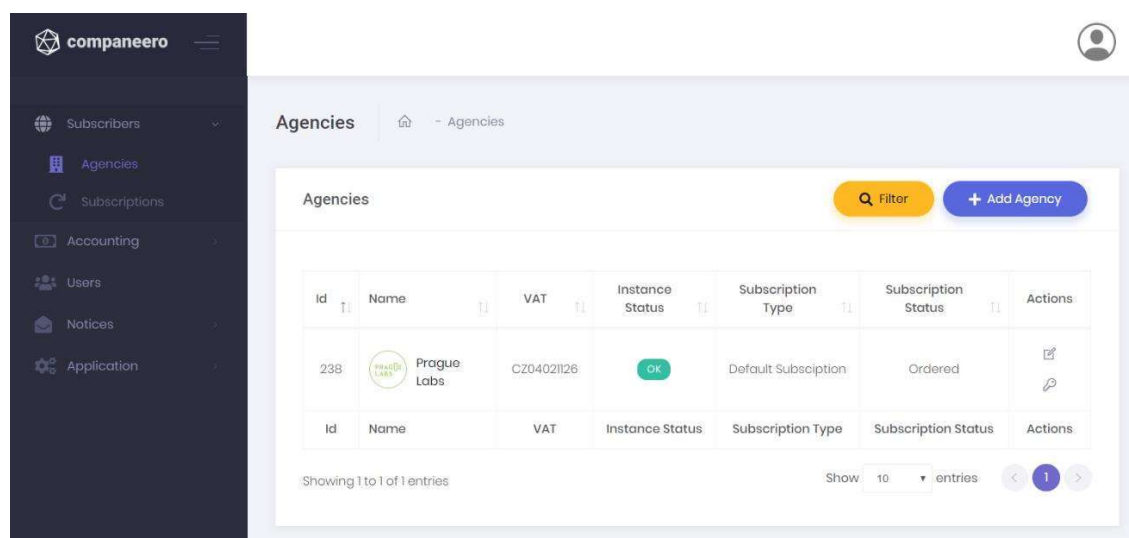 companeero
Subscribers
Agencies
Subscriptions
Accounting
Users
Notices
Application
Agencies - Agencies
Agencies
Filter
+ Add Agency
Id Name VAT Instance Status Subscription Type Subscription Status Actions
238 PRAGUE LABS Prague Labs CZ04021126 OK Default Subsciption Ordered
Id Name VAT Instance Status Subscription Type Subscription Status Actions
Showing 1 to 1 of 1 entries
Show 10 entries < 1 >